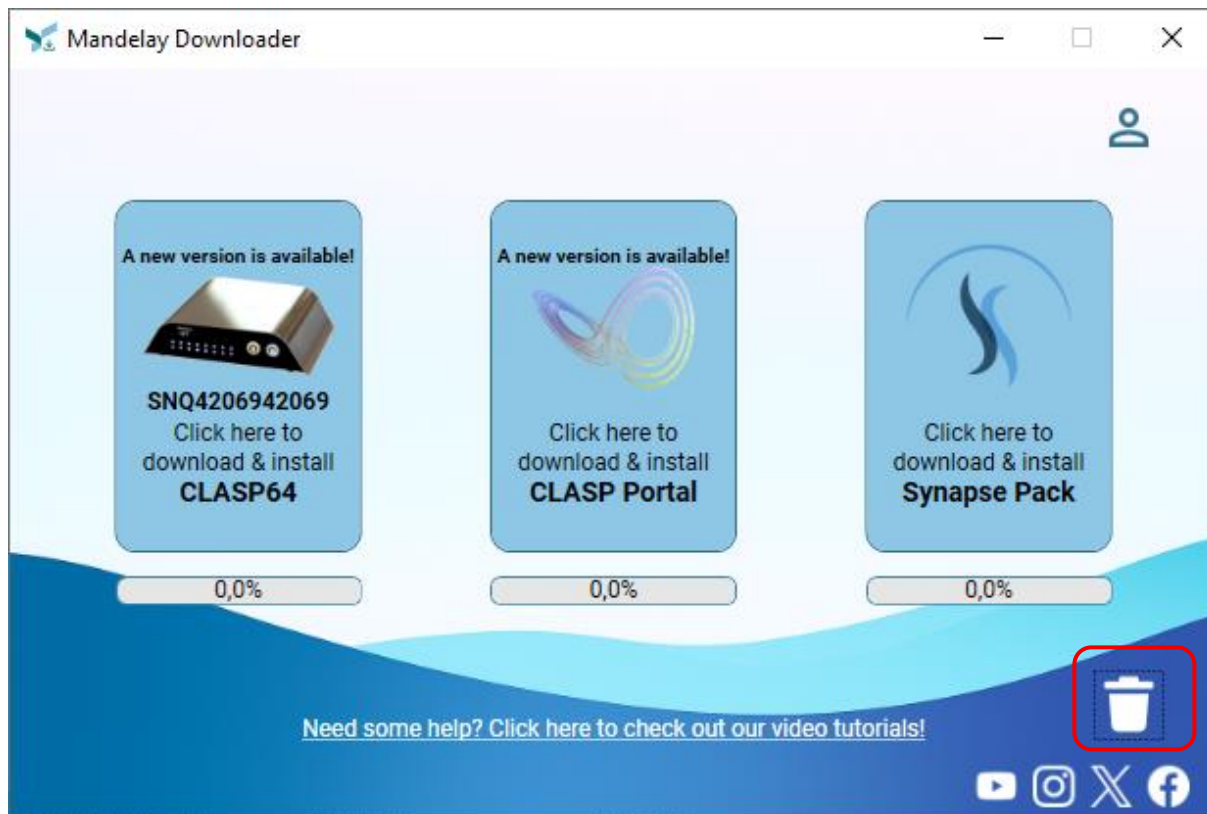 Mandelay Downloader
A new version is available!
SNQ4206942069
Click here to
download & install
CLASP64
0,0%
A new version is available!
Click here to
download & install
CLASP Portal
0,0%
Click here to
download & install
Synapse Pack
0,0%
Need some help? Click here to check out our video tutorials!